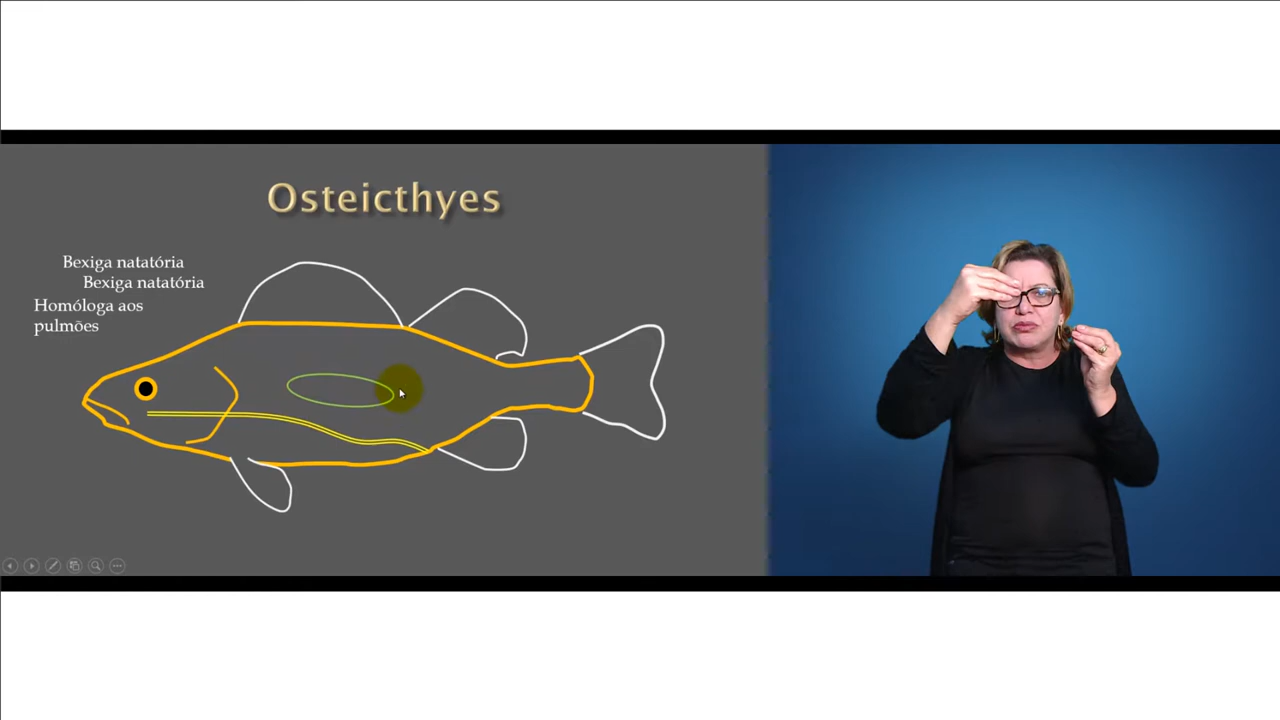 Osteicthyes
Bexiga natatória
Bexiga natatória
Homóloga aos
pulmões